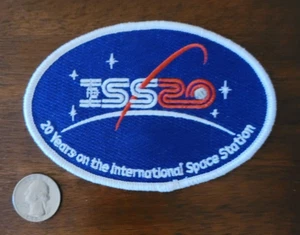 ISS20
20 Years on the International Space Station